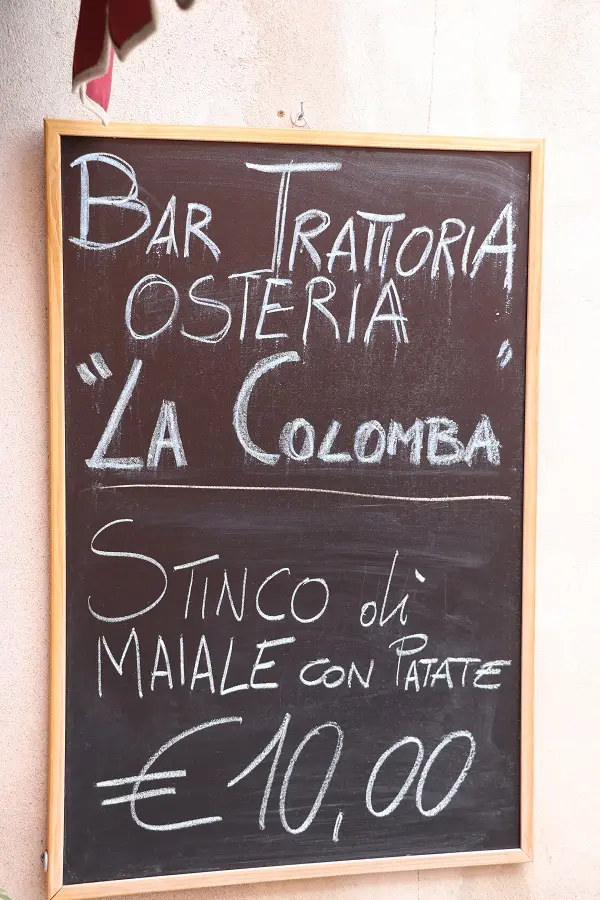 BAR TRATTORIA
OSTERIA
"LA COLOMBA"
STINCO di
MAIALE CON PATATE
€ 10,00